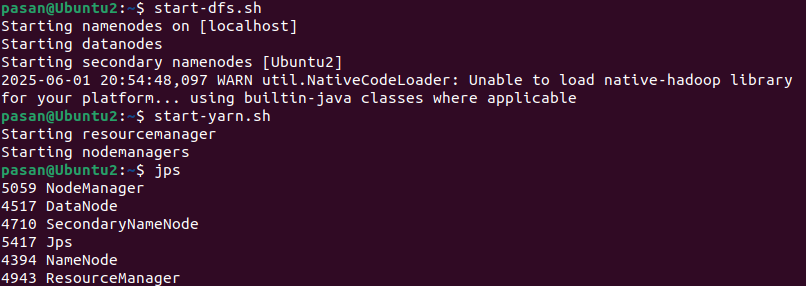 pasan@Ubuntu2:~$ start-dfs.sh
Starting namenodes on [localhost]
Starting datanodes
Starting secondary namenodes [Ubuntu2]
2025-06-01 20:54:48,097 WARN util.NativeCodeLoader: Unable to load native-hadoop library
for your platform... using builtin-java classes where applicable
pasan@Ubuntu2:~$ start-yarn.sh
Starting resourcemanager
Starting nodemanagers
pasan@Ubuntu2:~$ jps
5059 NodeManager
4517 DataNode
4710 SecondaryNameNode
5417 Jps
4394 NameNode
4943 ResourceManager